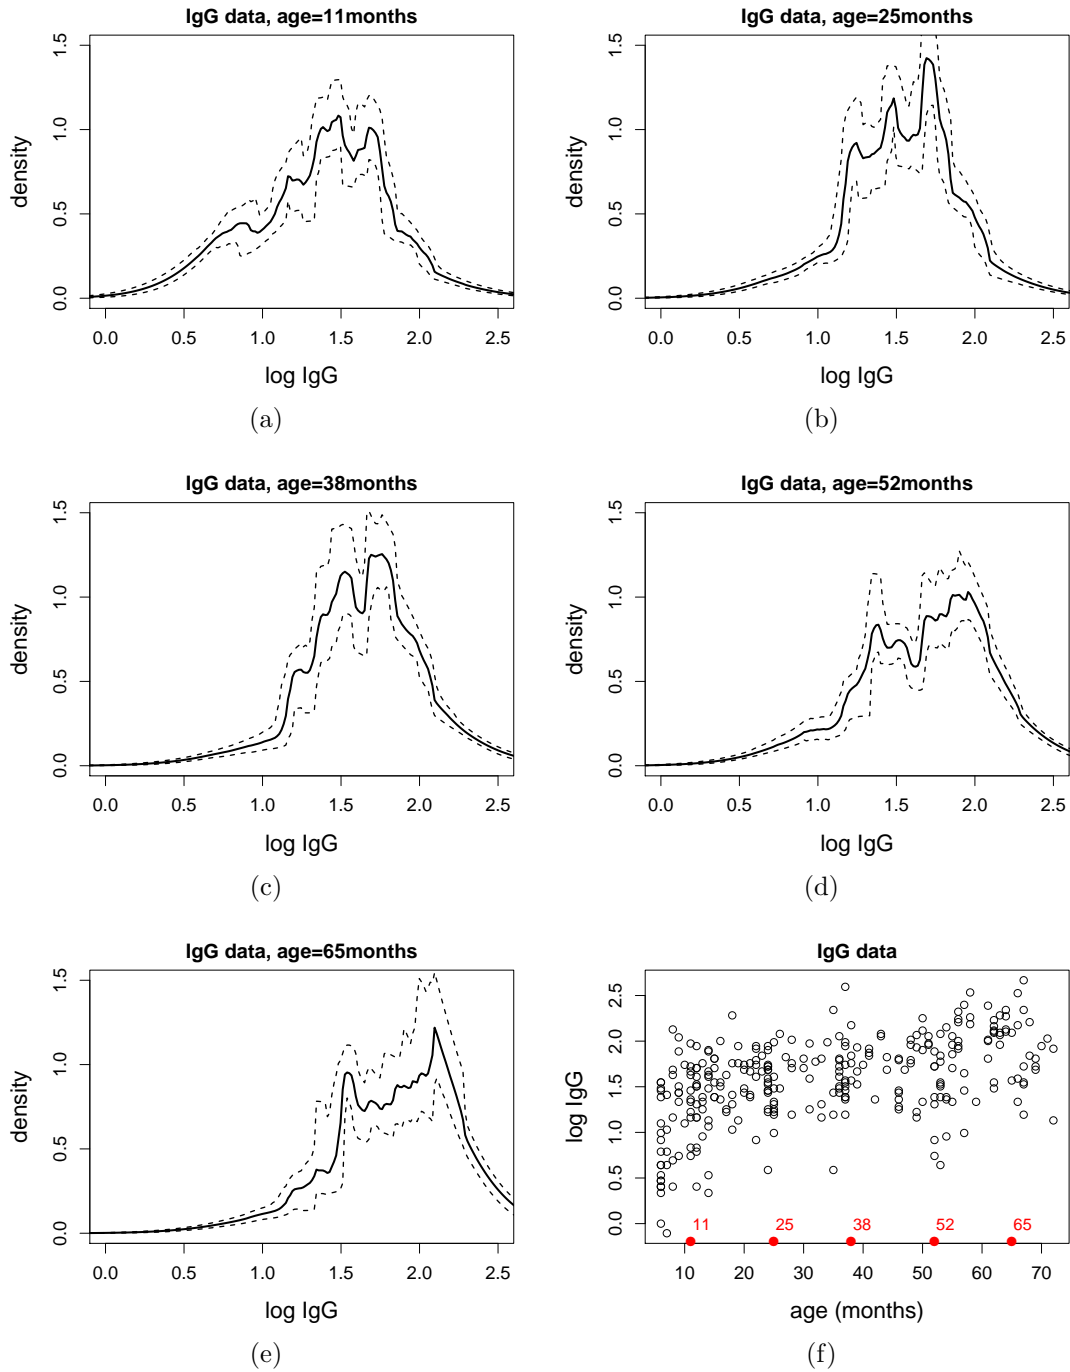 IgG data, age=11months
density
0.0 0.5 1.0 1.5
0.0 0.5 1.0 1.5 2.0 2.5
log IgG
(a)
IgG data, age=25months
density
0.0 0.5 1.0 1.5
0.0 0.5 1.0 1.5 2.0 2.5
log IgG
(b)
IgG data, age=38months
density
0.0 0.5 1.0 1.5
0.0 0.5 1.0 1.5 2.0 2.5
log IgG
(c)
IgG data, age=52months
density
0.0 0.5 1.0 1.5
0.0 0.5 1.0 1.5 2.0 2.5
log IgG
(d)
IgG data, age=65months
density
0.0 0.5 1.0 1.5
0.0 0.5 1.0 1.5 2.0 2.5
log IgG
(e)
IgG data
log IgG
0.0 0.5 1.0 1.5 2.0 2.5
11 25 38 52 65
10 20 30 40 50 60 70
age (months)
(f)